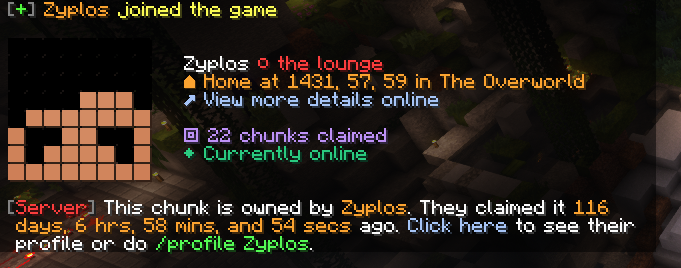 [+] Zyplos joined the game
Zyplos o the lounge
Home at 1431, 57, 59 in The Overworld
View more details online
22 chunks claimed
Currently online
[Server] This chunk is owned by Zyplos. They claimed it 116
days, 6 hrs, 58 mins, and 54 secs ago. Click here to see their
profile or do /profile Zyplos.